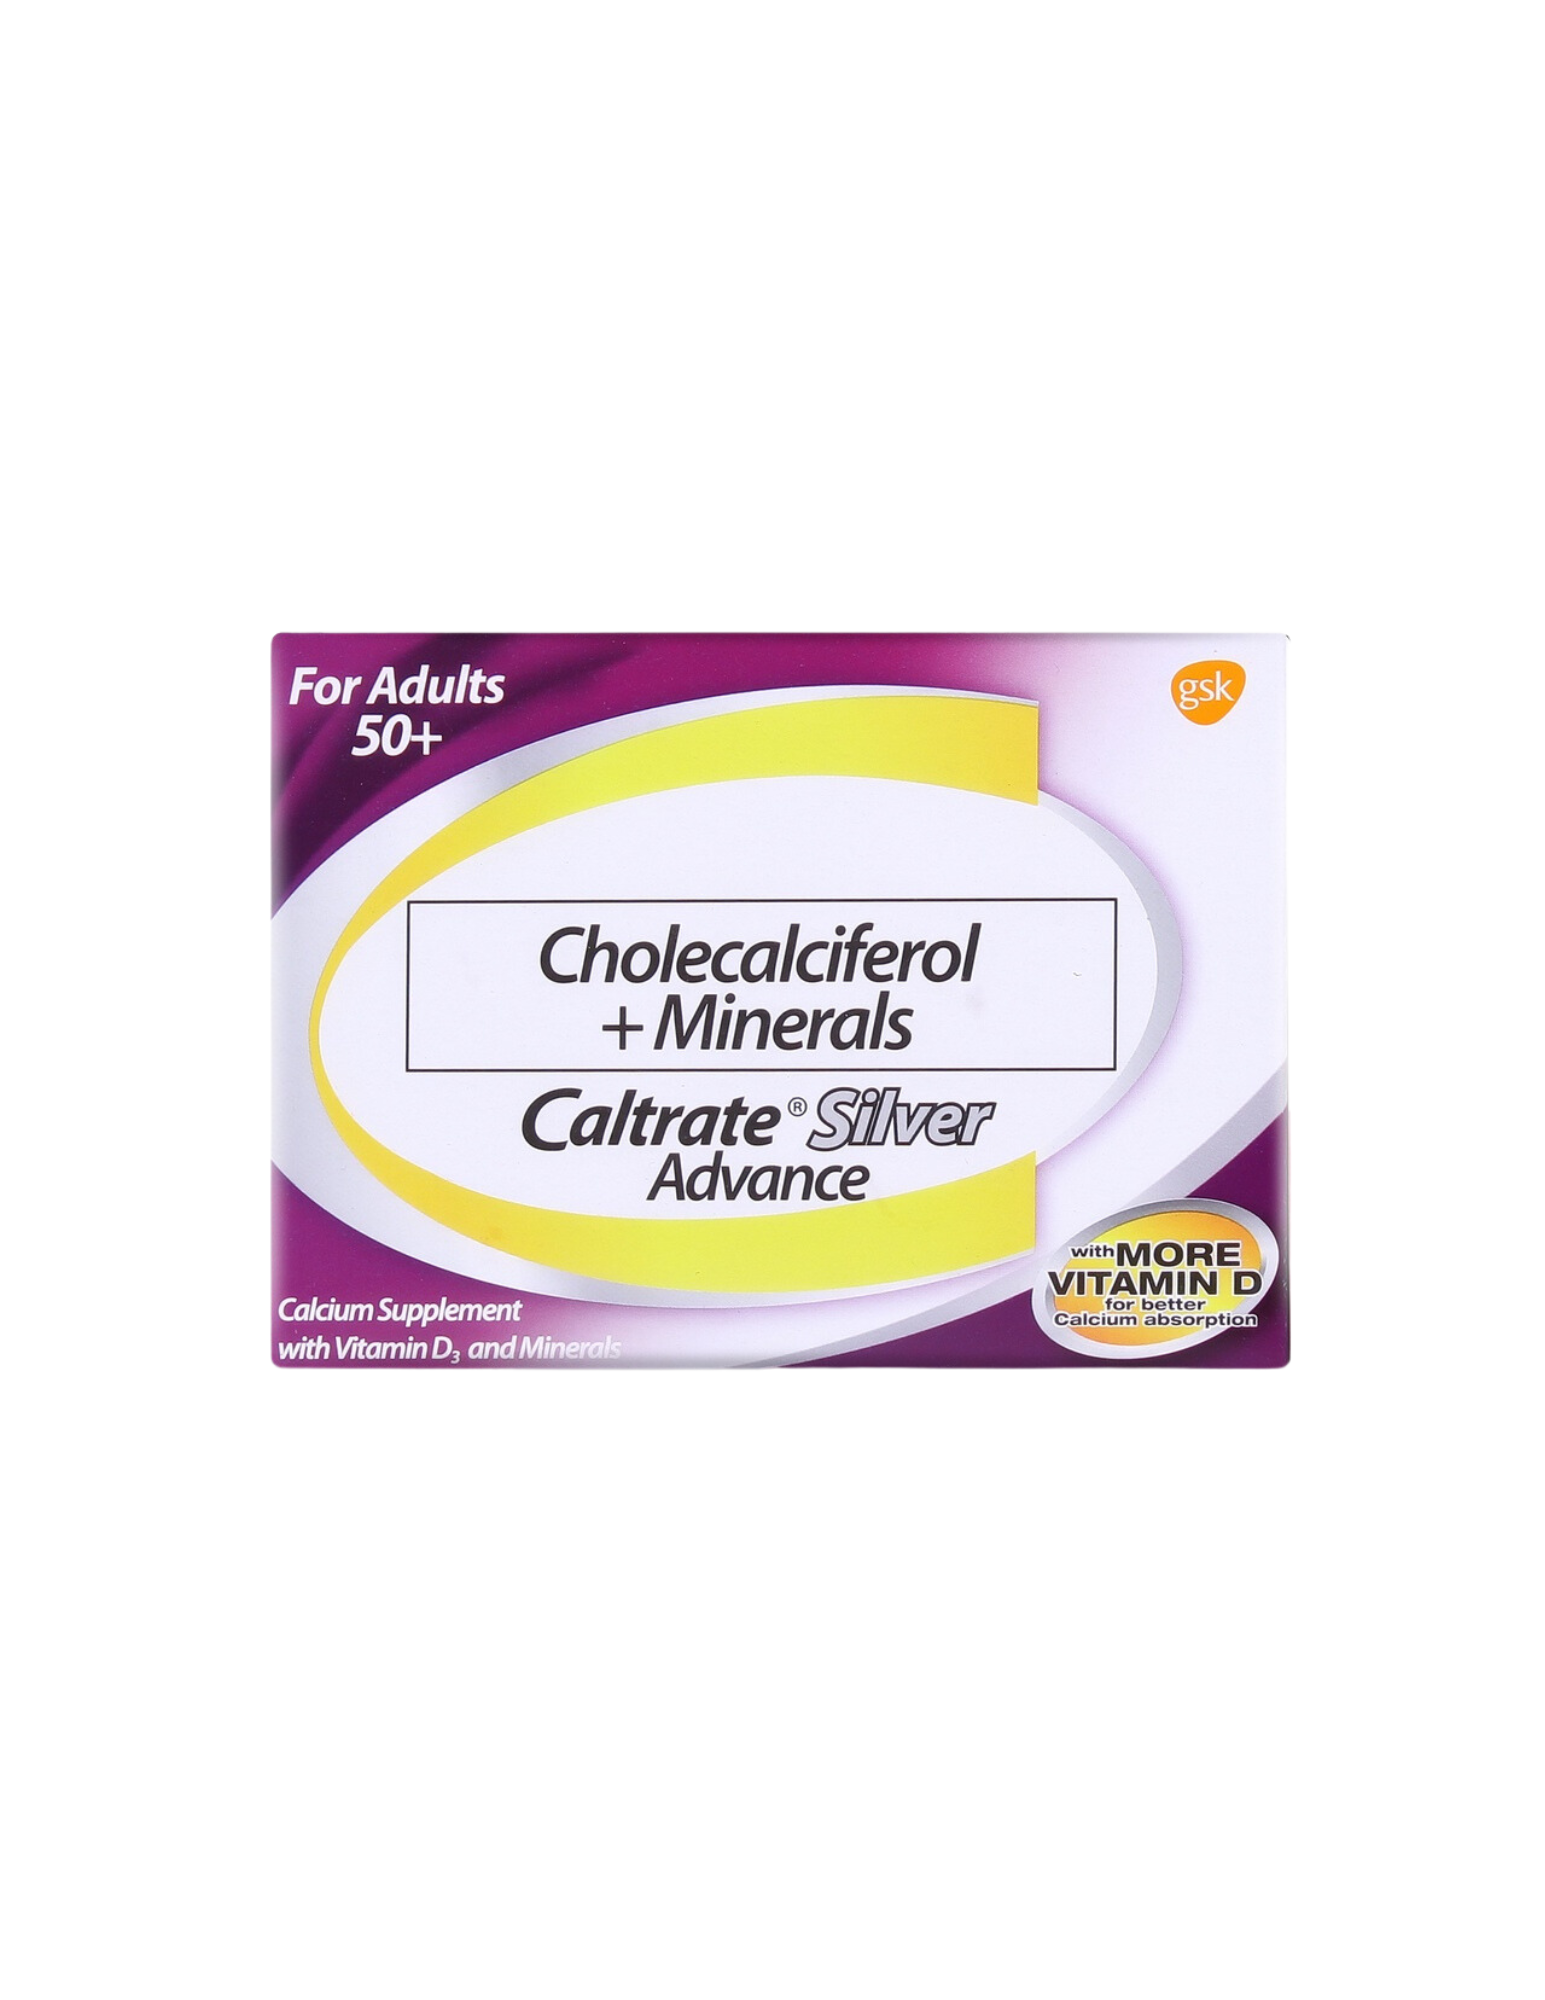 For Adults
50+
gsk
Cholecalciferol
+ Minerals
Caltrate® Silver
Advance
with MORE
VITAMIN D
for better
Calcium absorption
Calcium Supplement
with Vitamin D₃ and Minerals